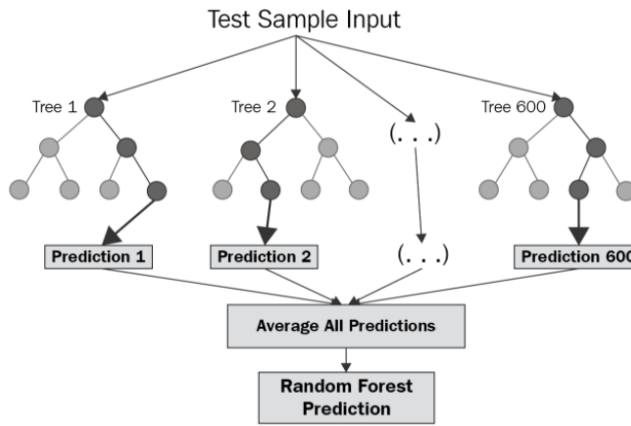 Test Sample Input
Tree 1
Tree 2
Tree 600
(. . .)
Prediction 1
Prediction 2
(. . .)
Prediction 600
Average All Predictions
Random Forest
Prediction